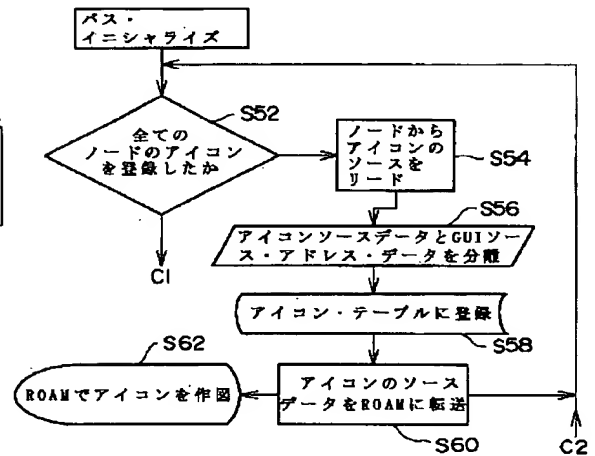 バス・
イニシャライズ
S52
全ての
ノードのアイコン
を登録したか
ノードから
アイコンの
ソースを
リード
S54
C1
S56
アイコンソースデータとGUIソー
ス・アドレス・データを分離
アイコン・テーブルに登録
S58
S62
ROAMでアイコンを作図
アイコンのソース
データをROAMに転送
S60
C2